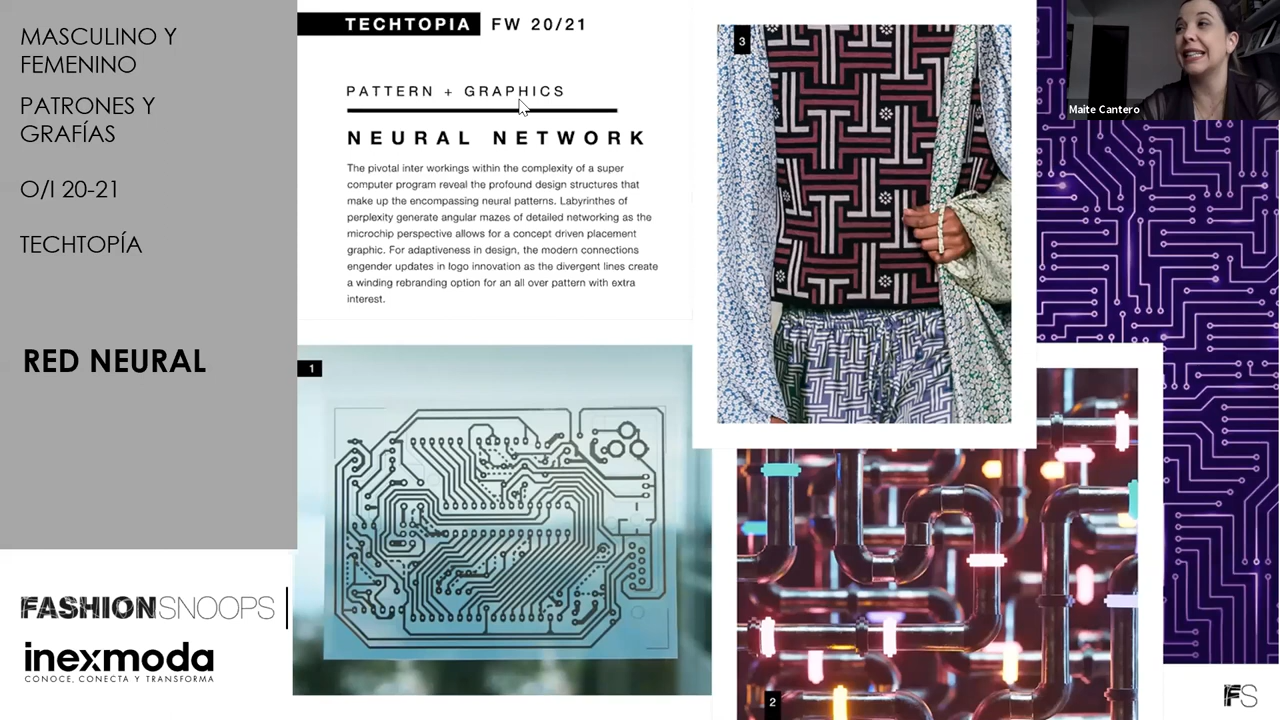 MASCULINO Y
FEMENINO
PATRONES Y
GRAFÍAS
O/I 20-21
TECHTOPÍA
RED NEURAL
FASHIONSNOOPS
inexmoda
CONOCE, CONECTA Y TRANSFORMA
TECHTOPIA FW 20/21
PATTERN + GRAPHICS
NEURAL NETWORK
The pivotal inter workings within the complexity of a super
computer program reveal the profound design structures that
make up the encompassing neural patterns. Labyrinthes of
perplexity generate angular mazes of detailed networking as the
microchip perspective allows for a concept driven placement
graphic. For adaptiveness in design, the modern connections
engender updates in logo innovation as the divergent lines create
a winding rebranding option for an all over pattern with extra
interest.
1
3
2
Maite Cantero
FS